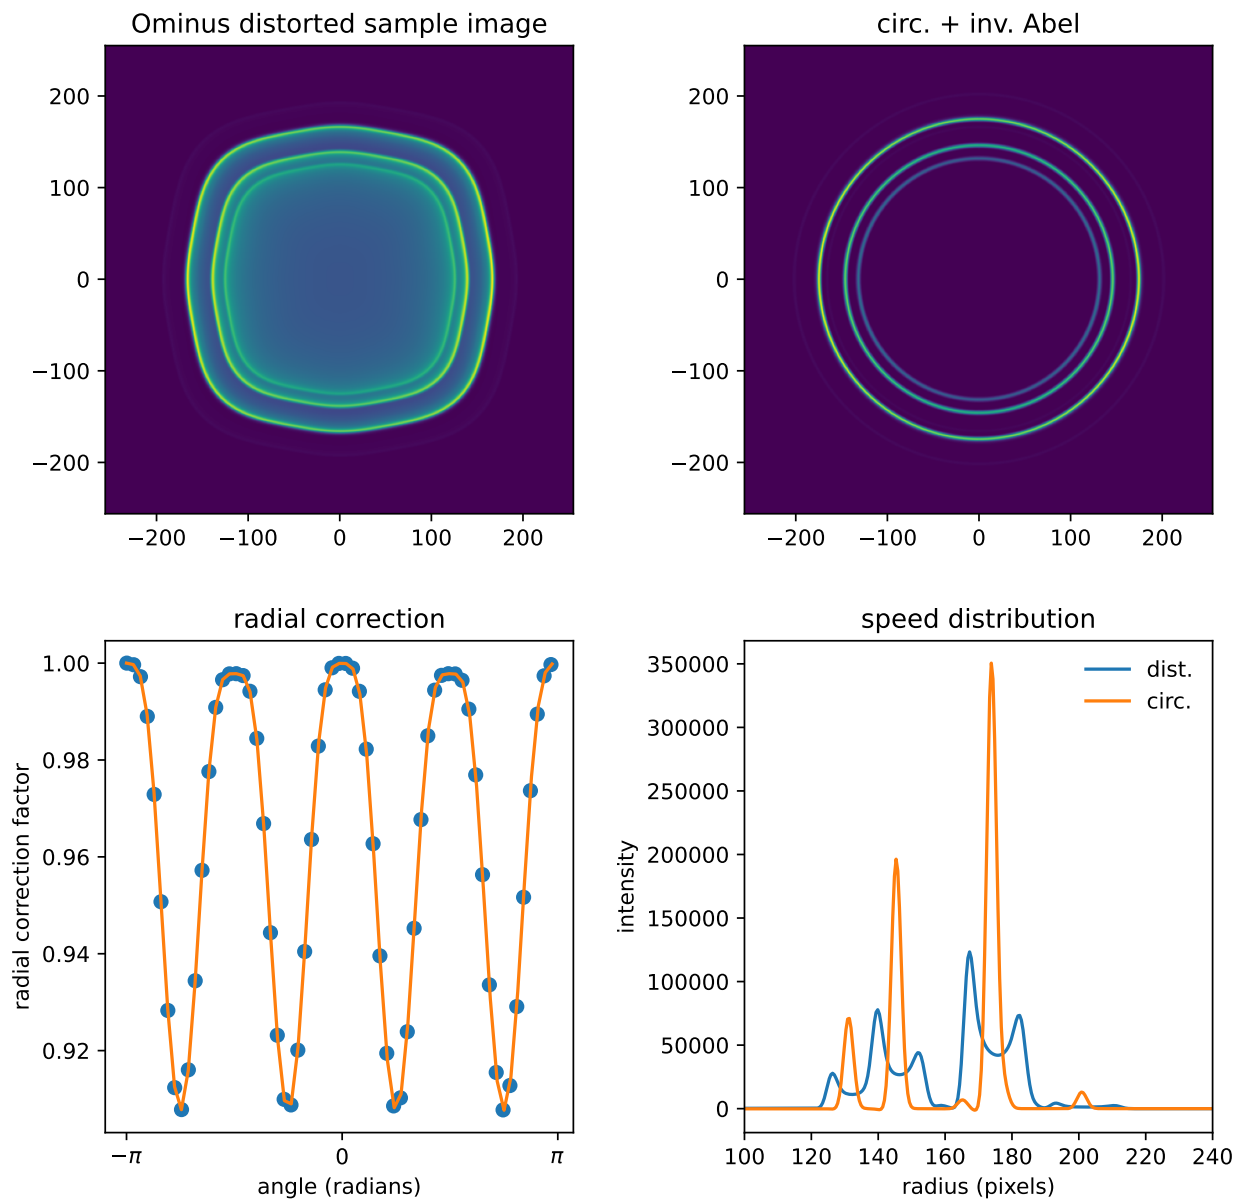 Ominus distorted sample image
200
100
0
−100
−200
−200 −100 0 100 200
circ. + inv. Abel
200
100
0
−100
−200
−200 −100 0 100 200
radial correction
radial correction factor
1.00
0.98
0.96
0.94
0.92
−π 0 π
angle (radians)
speed distribution
intensity
350000
300000
250000
200000
150000
100000
50000
0
dist.
circ.
100 120 140 160 180 200 220 240
radius (pixels)